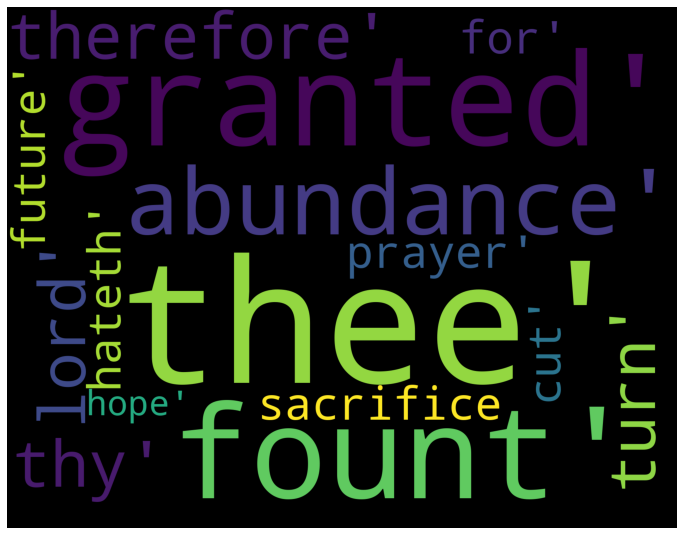 therefore'
for'
granted'
future'
abundance'
hateth'
prayer'
lord'
thee'
cut'
turn'
hope'
sacrifice
fount'
thy'